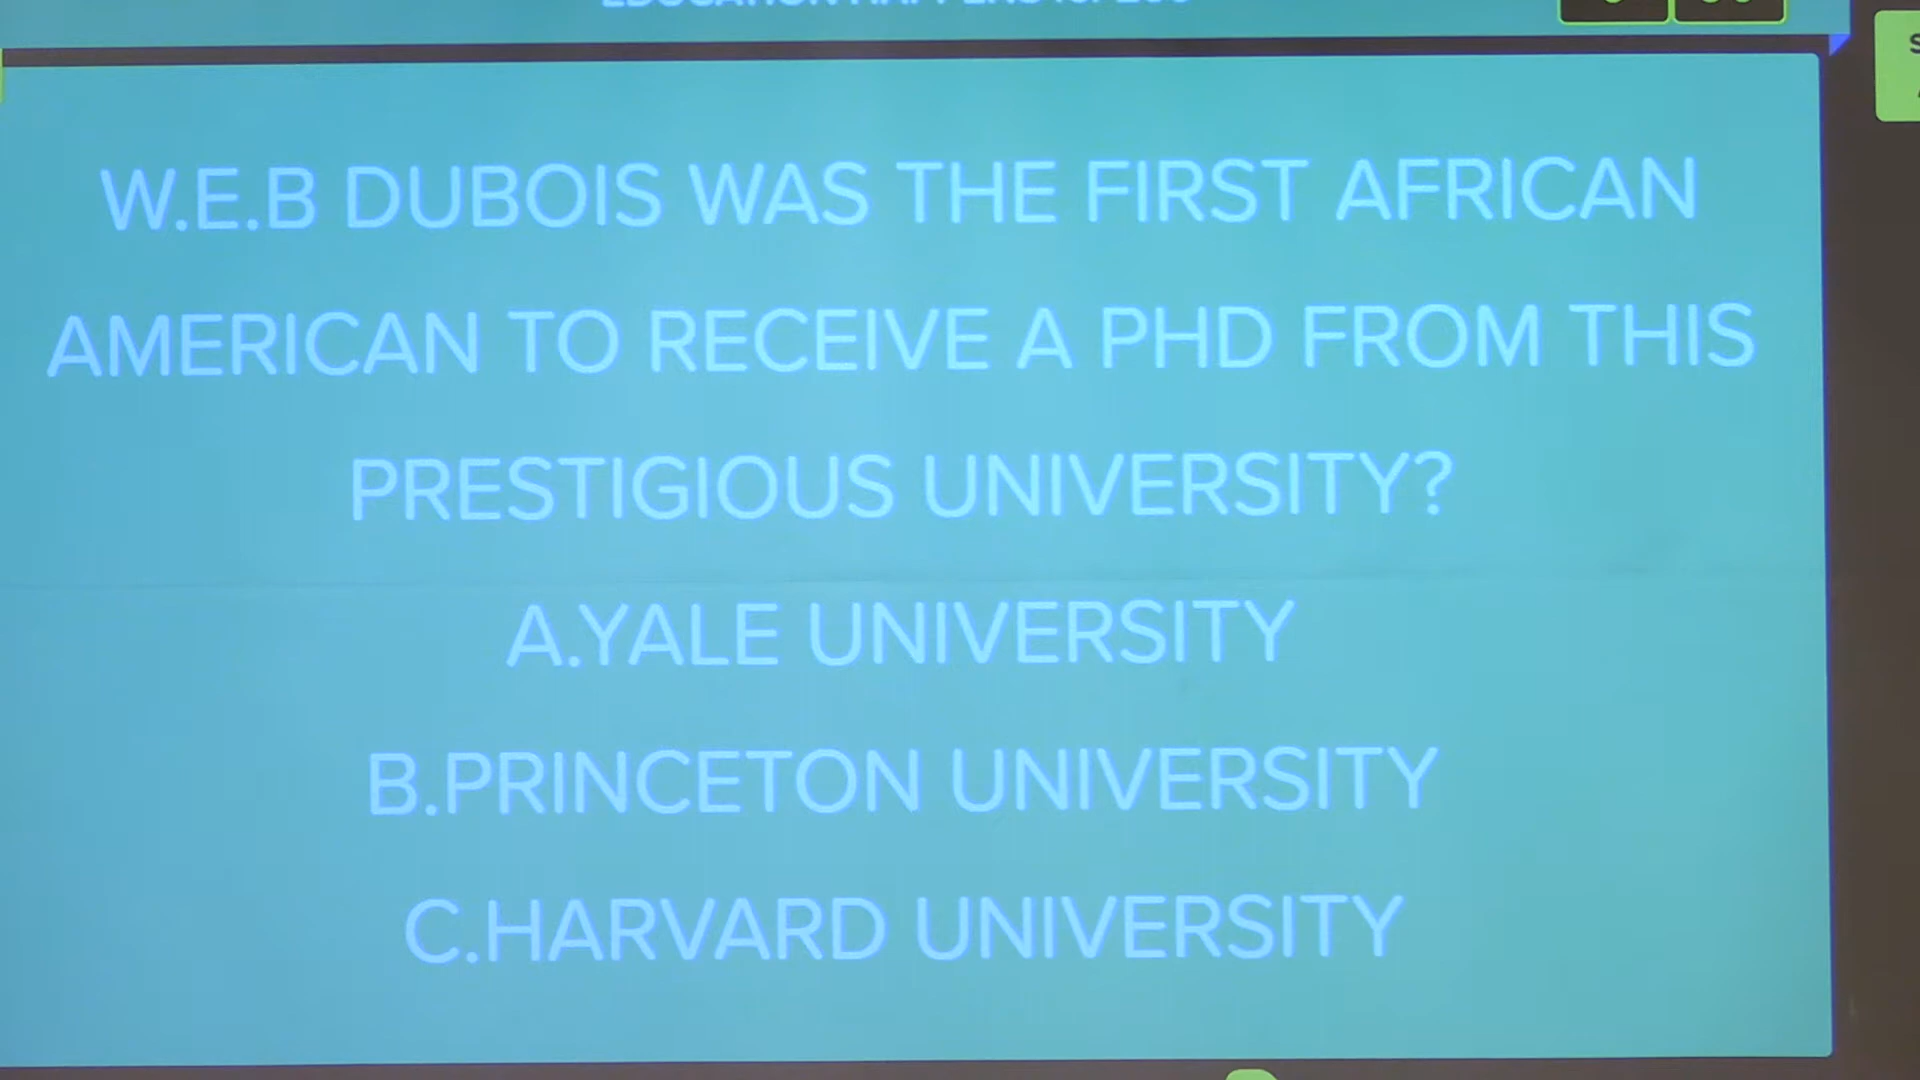 W.E.B DUBOIS WAS THE FIRST AFRICAN
AMERICAN TO RECEIVE A PHD FROM THIS
PRESTIGIOUS UNIVERSITY?
A.YALE UNIVERSITY
B.PRINCETON UNIVERSITY
C.HARVARD UNIVERSITY